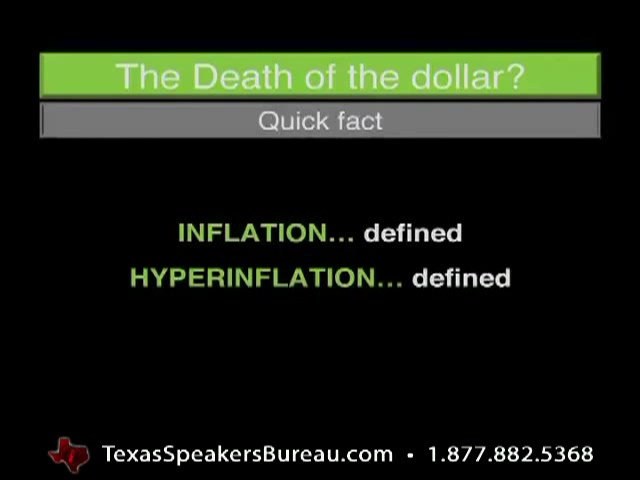 The Death of the dollar?
Quick fact
INFLATION... defined
HYPERINFLATION... defined
TexasSpeakersBureau.com • 1.877.882.5368